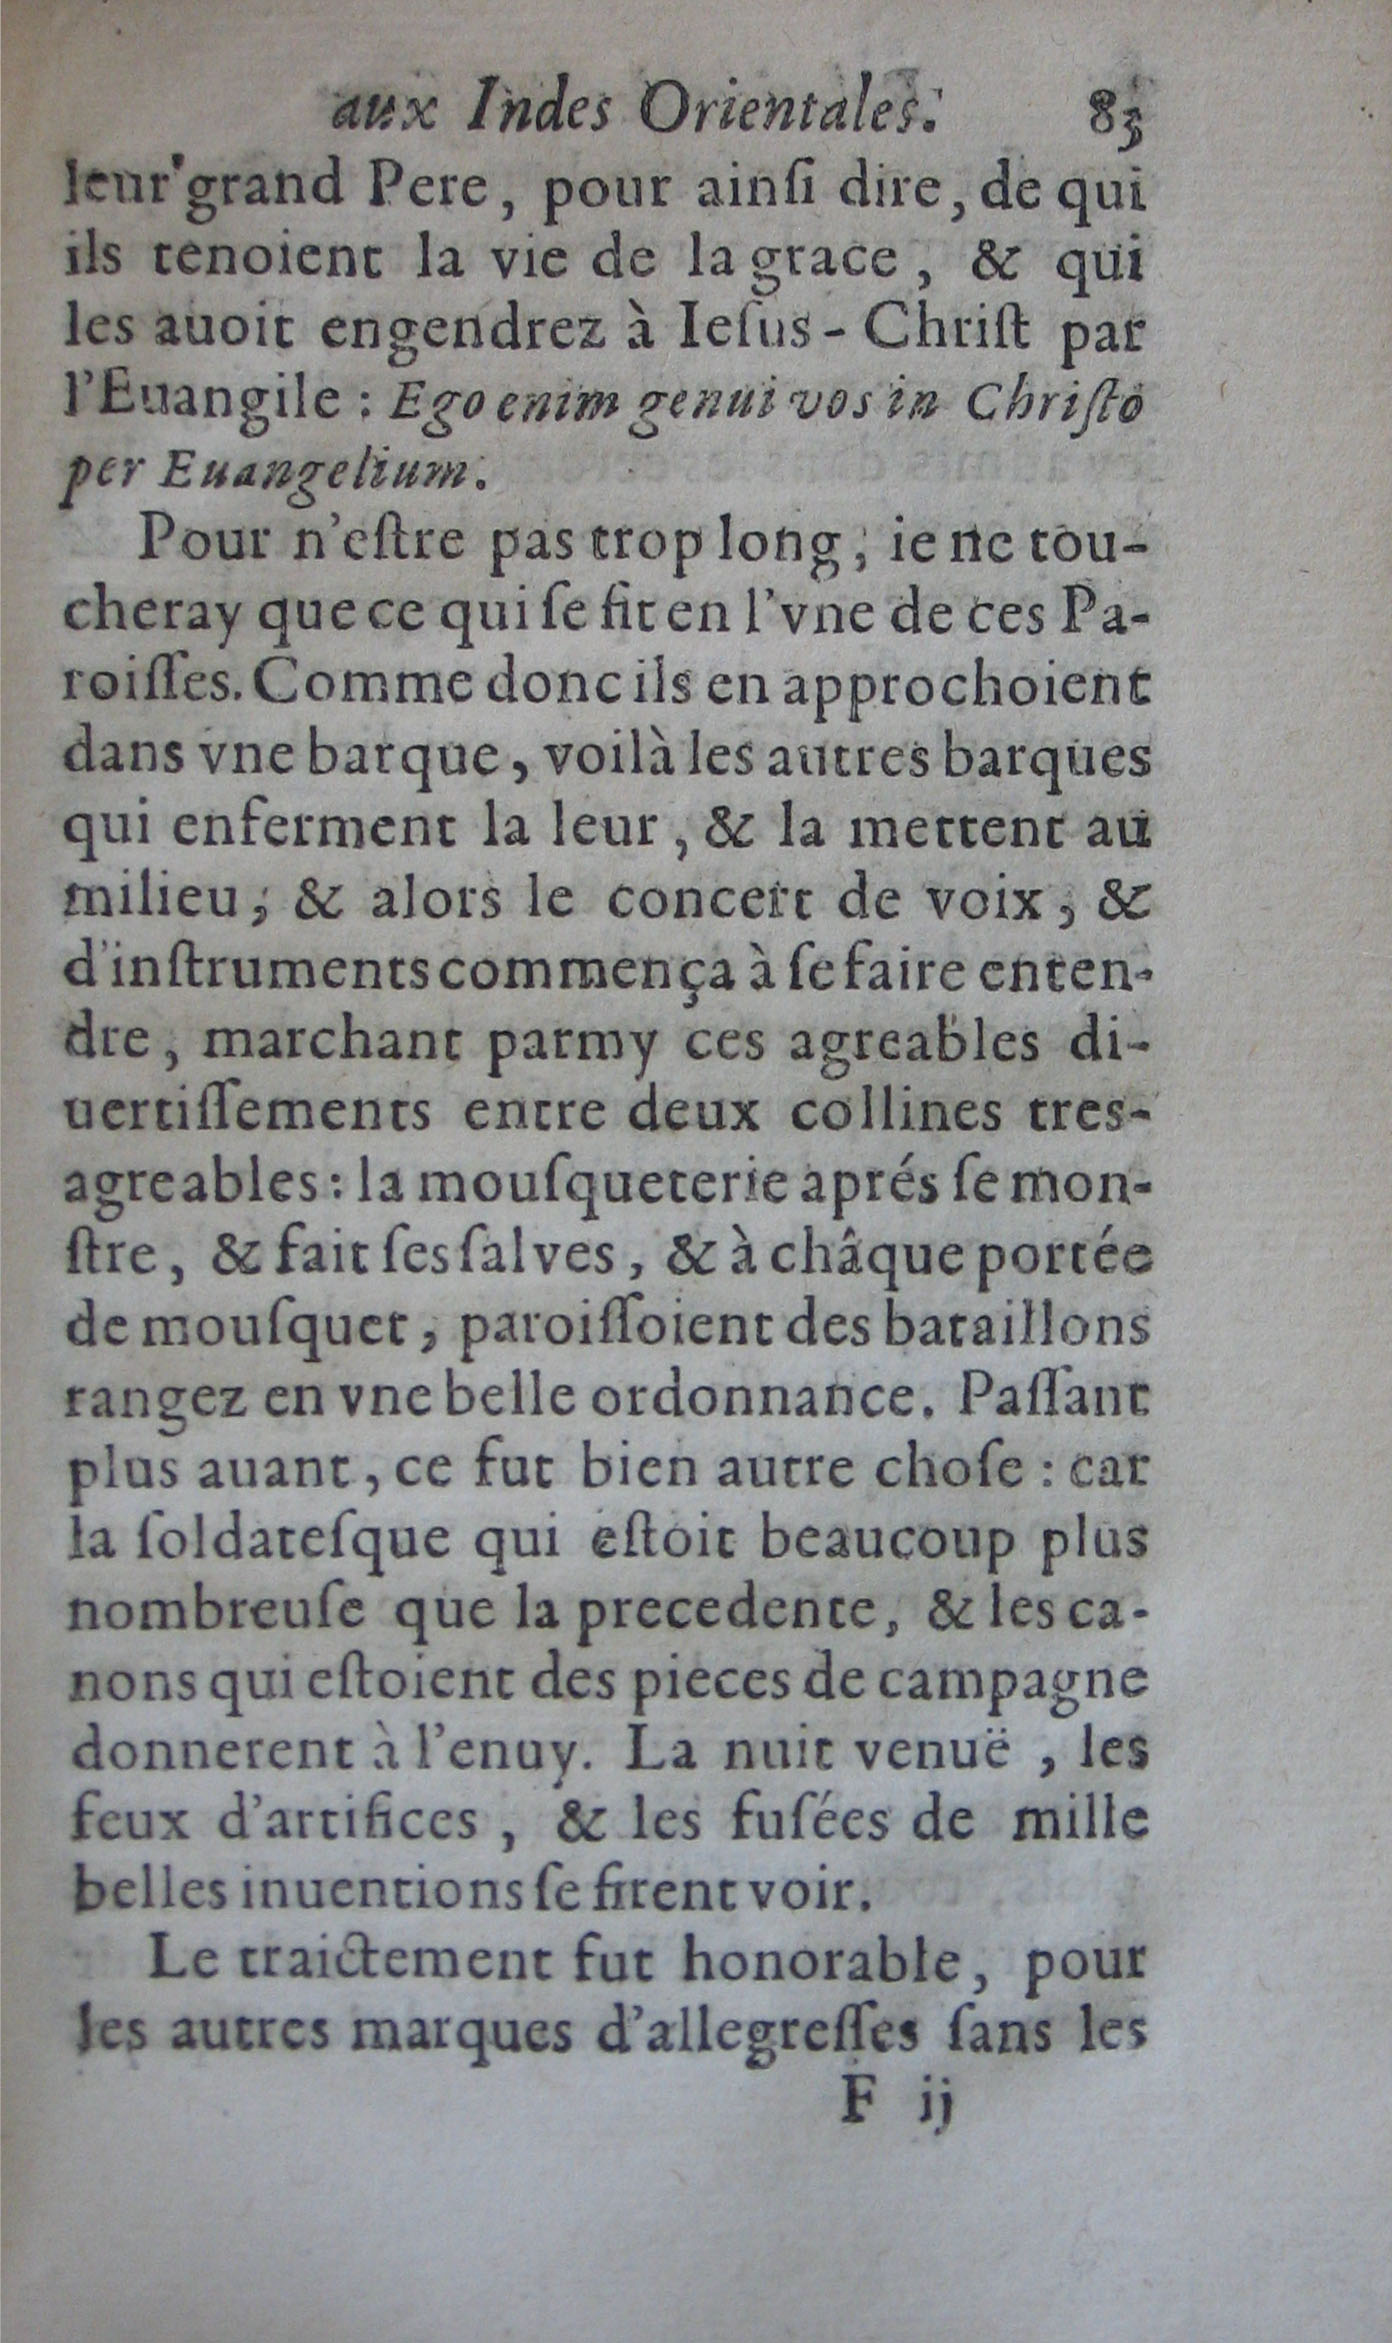 aux Indes Orientales. 83
leur grand Pere, pour ainſi dire, de qui
ils tenoient la vie de la grace, & qui
les auoit engendrez à Ieſus-Chriſt par
l'Euangile : Ego enim genui vos in Chriſto
per Euangelium.
Pour n'eſtre pas trop long, ie ne tou-
cheray que ce qui ſe fit en l'vne de ces Pa-
roiſſes. Comme donc ils en approchoient
dans vne barque, voilà les autres barques
qui enferment la leur, & la mettent au
milieu; & alors le concert de voix, &
d'inſtruments commença à ſe faire enten-
dre, marchant parmy ces agreables di-
uertiſſements entre deux collines tres-
agreables : la mouſqueterie aprés ſe mon-
ſtre, & fait ſes ſalves, & à châque portée
de mouſquet, paroiſſoient des bataillons
rangez en vne belle ordonnance. Paſſant
plus auant, ce fut bien autre choſe : car
la ſoldateſque qui eſtoit beaucoup plus
nombreuſe que la precedente, & les ca-
nons qui eſtoient des pieces de campagne
donnerent à l'enuy. La nuit venuë, les
feux d'artifices, & les fuſées de mille
belles inuentions ſe firent voir.
Le traictement fut honorable, pour
les autres marques d'allegreſſes ſans les
F ij